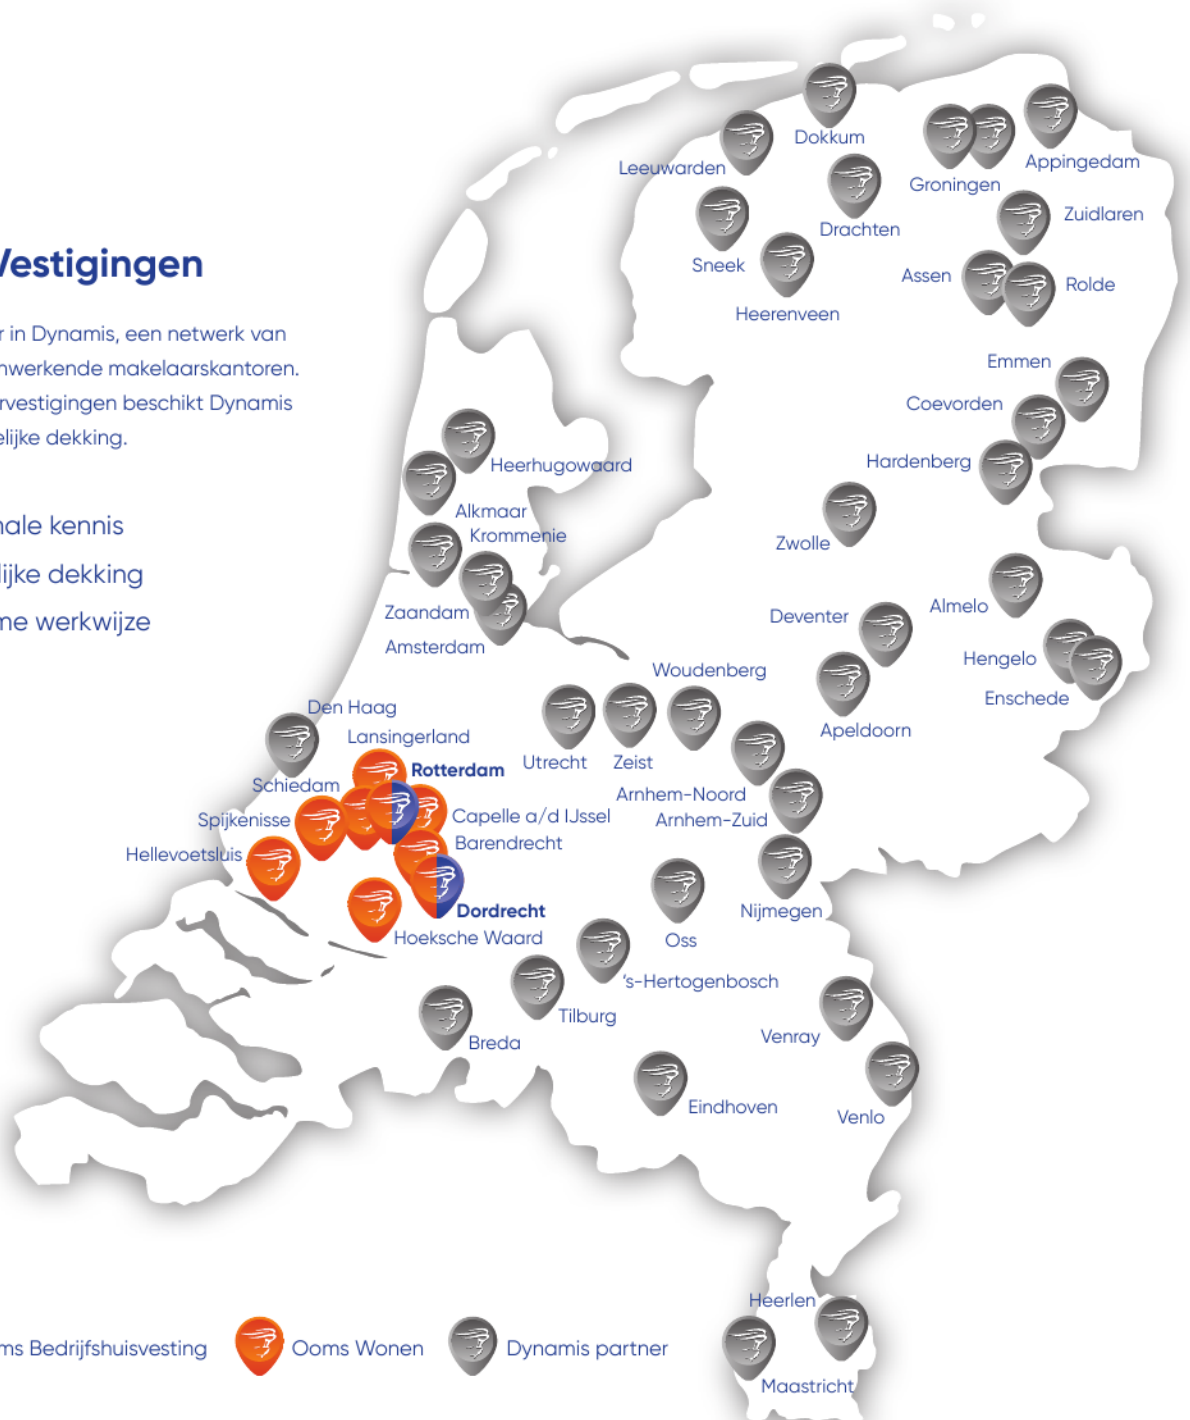 Vestigingen
r in Dynamis, een netwerk van
nwerkende makelaarskantoren.
rvestigingen beschikt Dynamis
elijke dekking.
nale kennis
lijke dekking
me werkwijze
Dokkum
Leeuwarden
Appingedam
Groningen
Zuidlaren
Drachten
Sneek
Assen
Rolde
Heerenveen
Emmen
Coevorden
Hardenberg
Heerhugowaard
Alkmaar
Krommenie
Zwolle
Zaandam
Almelo
Deventer
Amsterdam
Hengelo
Woudenberg
Enschede
Den Haag
Apeldoorn
Lansingerland
Utrecht
Zeist
Rotterdam
Schiedam
Arnhem-Noord
Spijkenisse
Capelle a/d IJssel
Arnhem-Zuid
Barendrecht
Hellevoetsluis
Dordrecht
Nijmegen
Hoeksche Waard
Oss
's-Hertogenbosch
Tilburg
Venray
Breda
Eindhoven
Venlo
Heerlen
ms Bedrijfshuisvesting
Ooms Wonen
Dynamis partner
Maastricht